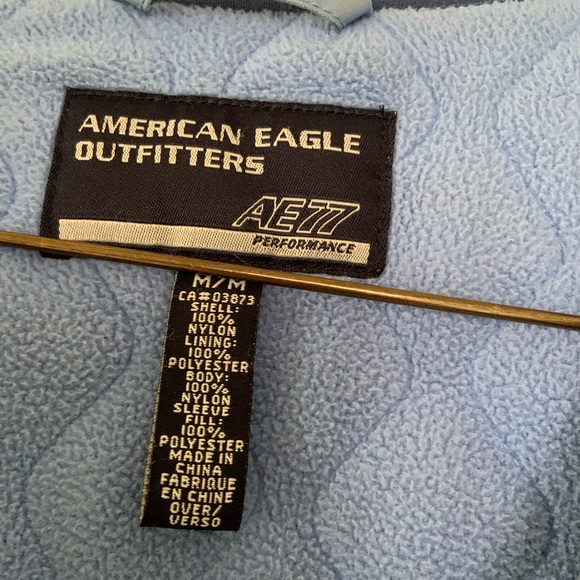 AMERICAN EAGLE
OUTFITTERS
AE77
PERFORMANCE
M/M
CA#03873
SHELL:
100%
NYLON
LINING:
100%
POLYESTER
BODY:
100%
NYLON
SLEEVE
FILL:
100%
POLYESTER
MADE IN
CHINA
FABRIQUE
EN CHINE
OVER/
VERSO